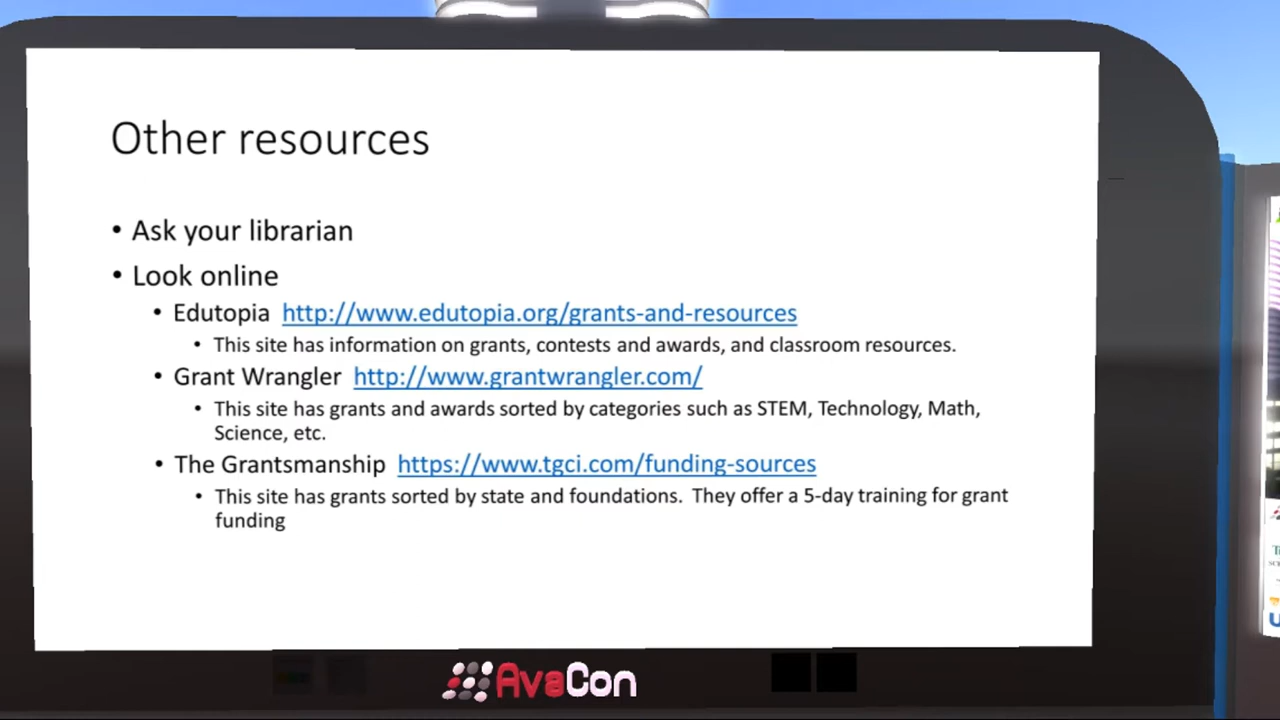 Other resources
• Ask your librarian
• Look online
• Edutopia http://www.edutopia.org/grants-and-resources
• This site has information on grants, contests and awards, and classroom resources.
• Grant Wrangler http://www.grantwrangler.com/
• This site has grants and awards sorted by categories such as STEM, Technology, Math,
Science, etc.
• The Grantsmanship https://www.tgci.com/funding-sources
• This site has grants sorted by state and foundations. They offer a 5-day training for grant
funding
AvaCon